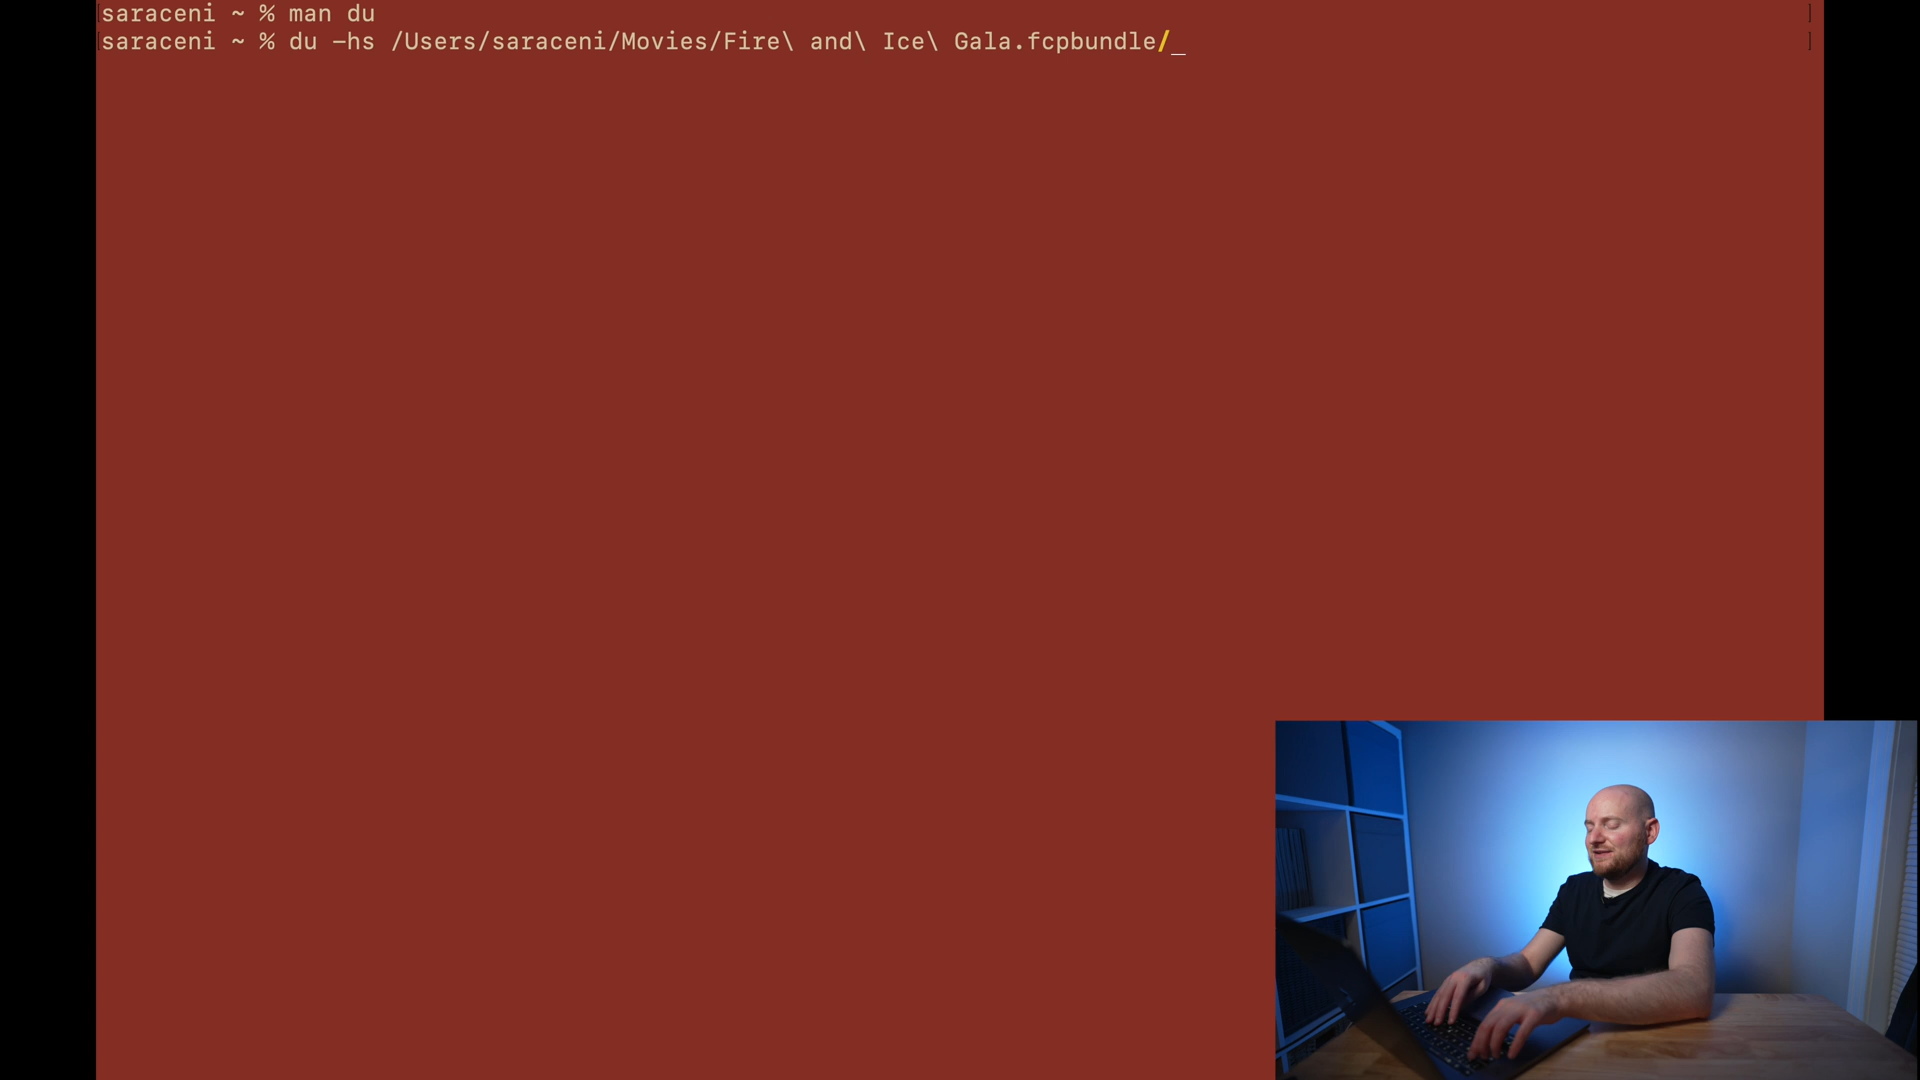 saraceni ~ % man du
saraceni ~ % du -hs /Users/saraceni/Movies/Fire\ and\ Ice\ Gala.fcpbundle/_